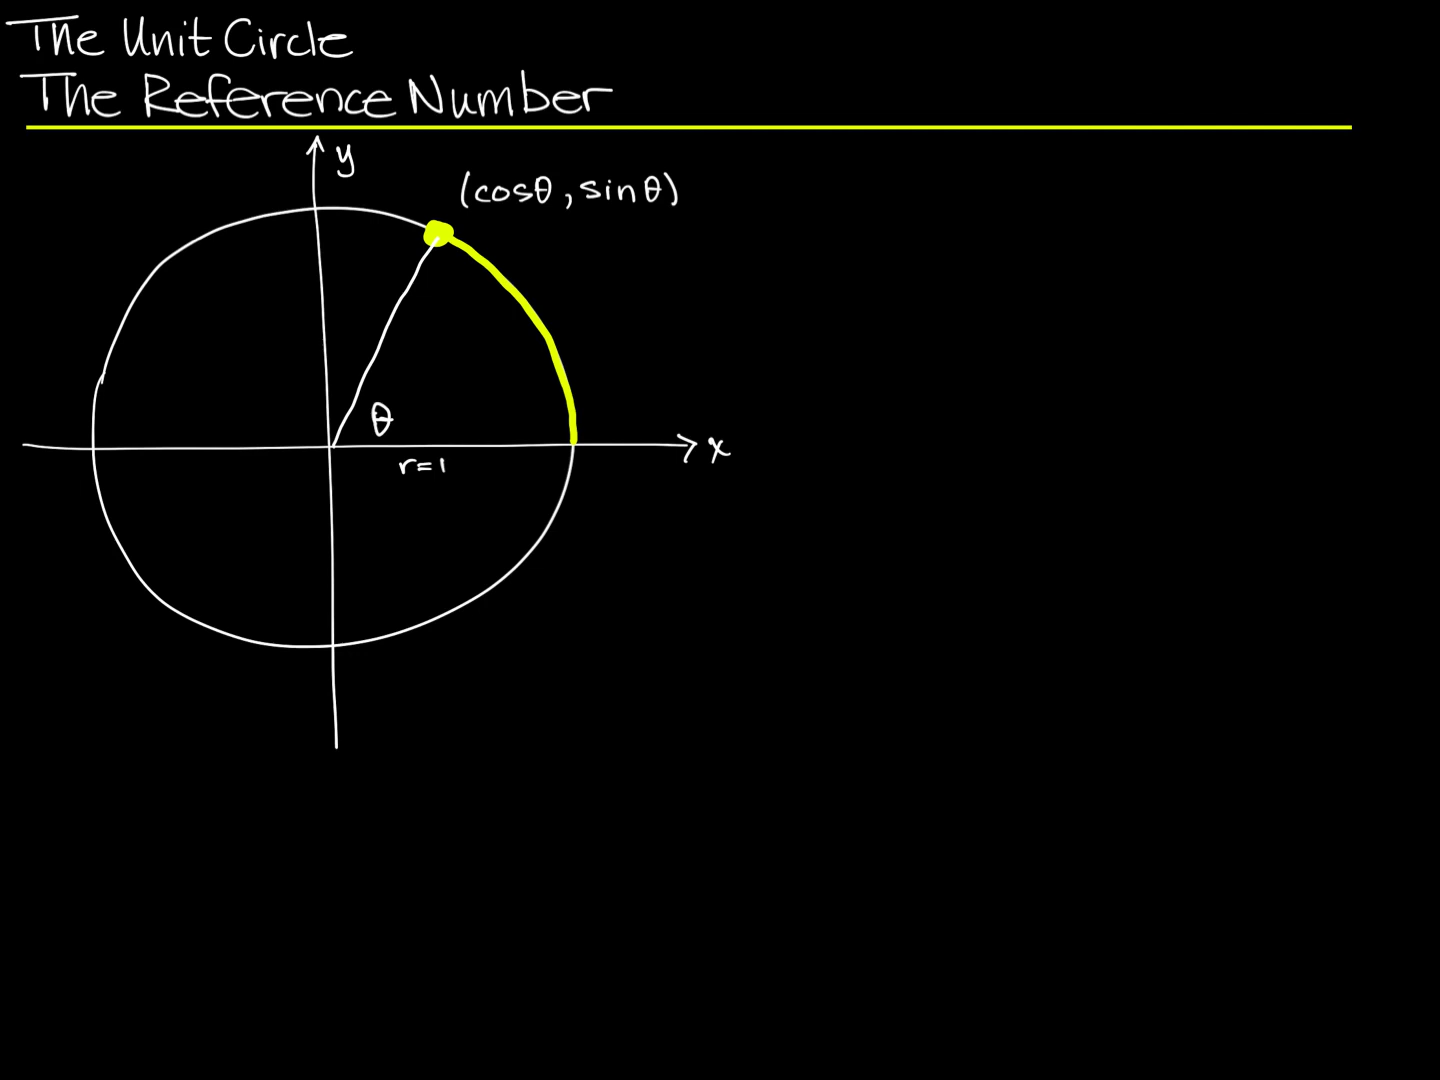 The Unit Circle
The Reference Number
y
(cosθ, sinθ)
θ
x
r=1